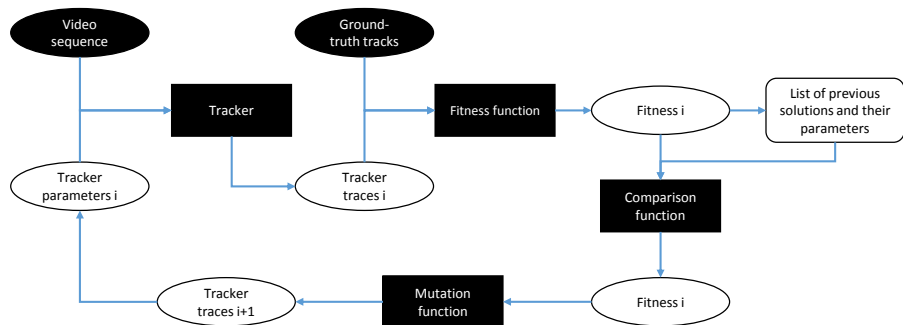 Video
sequence
Ground-
truth tracks
Tracker
Fitness function
Fitness i
List of previous
solutions and their
parameters
Tracker
parameters i
Tracker
traces i
Comparison
function
Tracker
traces i+1
Mutation
function
Fitness i